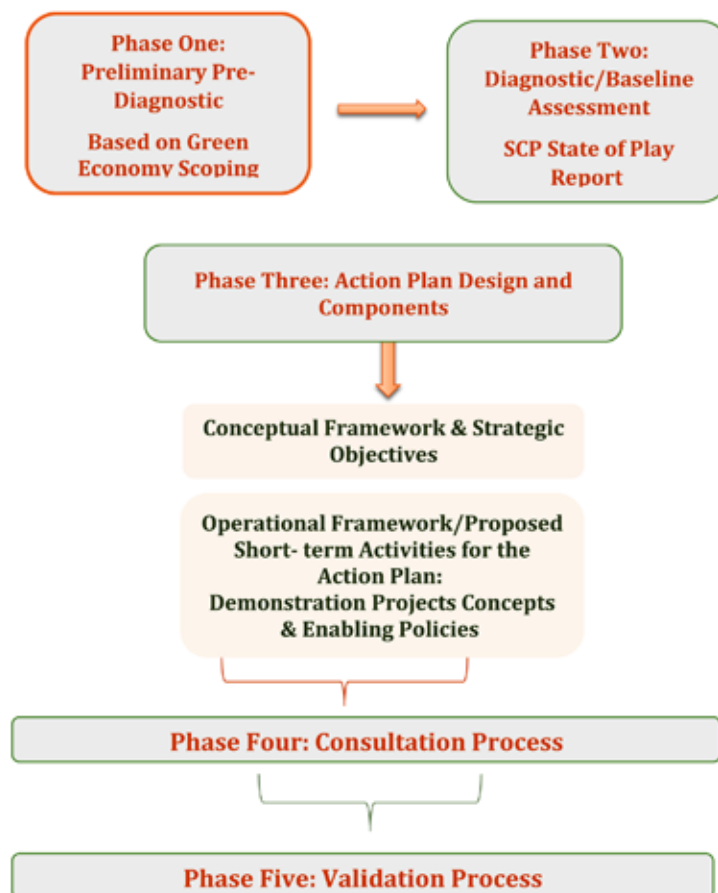 Phase One:
Preliminary Pre-
Diagnostic
Based on Green
Economy Scoping
Phase Two:
Diagnostic/Baseline
Assessment
SCP State of Play
Report
Phase Three: Action Plan Design and
Components
Conceptual Framework & Strategic
Objectives
Operational Framework/Proposed
Short- term Activities for the
Action Plan:
Demonstration Projects Concepts
& Enabling Policies
Phase Four: Consultation Process
Phase Five: Validation Process